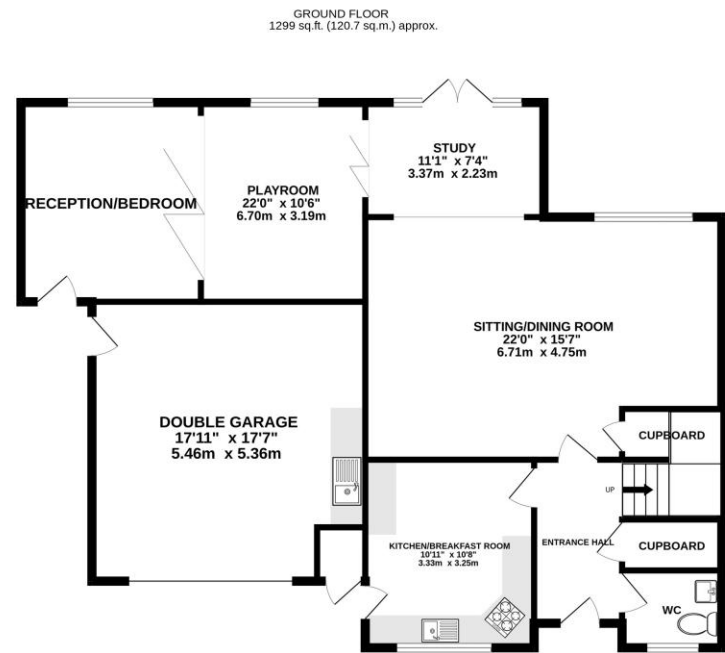 GROUND FLOOR
1299 sq.ft. (120.7 sq.m.) approx.
STUDY
11'1" x 7'4"
3.37m x 2.23m
PLAYROOM
22'0" x 10'6"
6.70m x 3.19m
RECEPTION/BEDROOM
SITTING/DINING ROOM
22'0" x 15'7"
6.71m x 4.75m
DOUBLE GARAGE
17'11" x 17'7"
5.46m x 5.36m
CUPBOARD
UP
KITCHEN/BREAKFAST ROOM
10'11" x 10'8"
3.33m x 3.25m
ENTRANCE HALL
CUPBOARD
WC